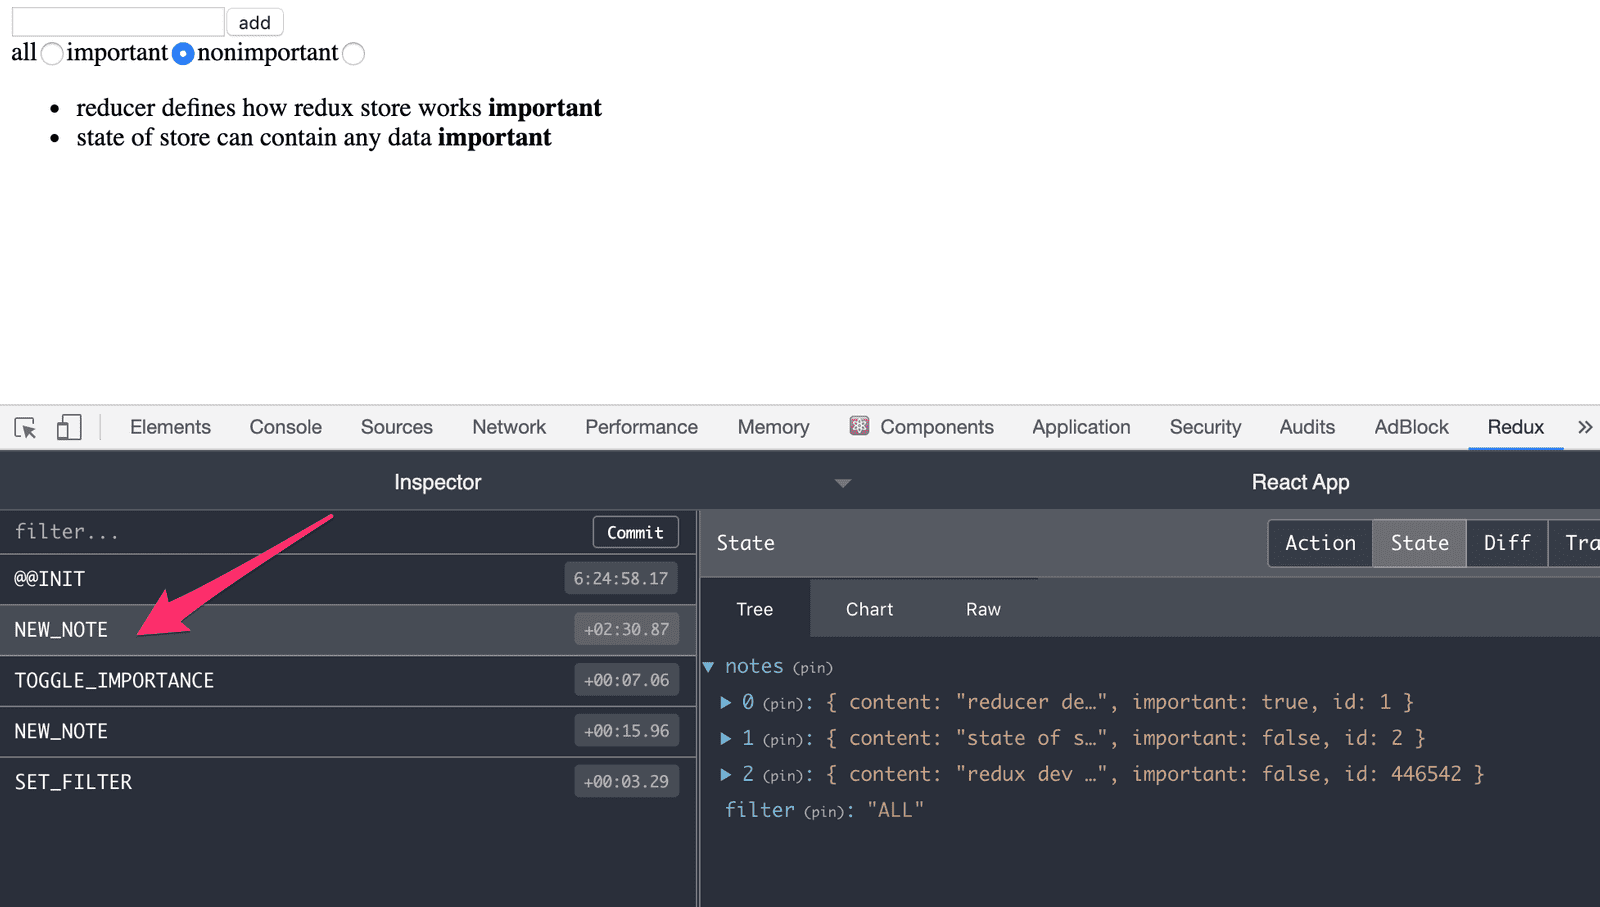 add
all important nonimportant
• reducer defines how redux store works important
• state of store can contain any data important
Elements Console Sources Network Performance Memory Components Application Security Audits AdBlock Redux »
Inspector React App
filter... Commit
@@INIT 6:24:58.17
NEW_NOTE +02:30.87
TOGGLE_IMPORTANCE +00:07.06
NEW_NOTE +00:15.96
SET_FILTER +00:03.29
State Action State Diff Tra
Tree Chart Raw
notes (pin)
0 (pin): { content: "reducer de…", important: true, id: 1 }
1 (pin): { content: "state of s…", important: false, id: 2 }
2 (pin): { content: "redux dev …", important: false, id: 446542 }
filter (pin): "ALL"